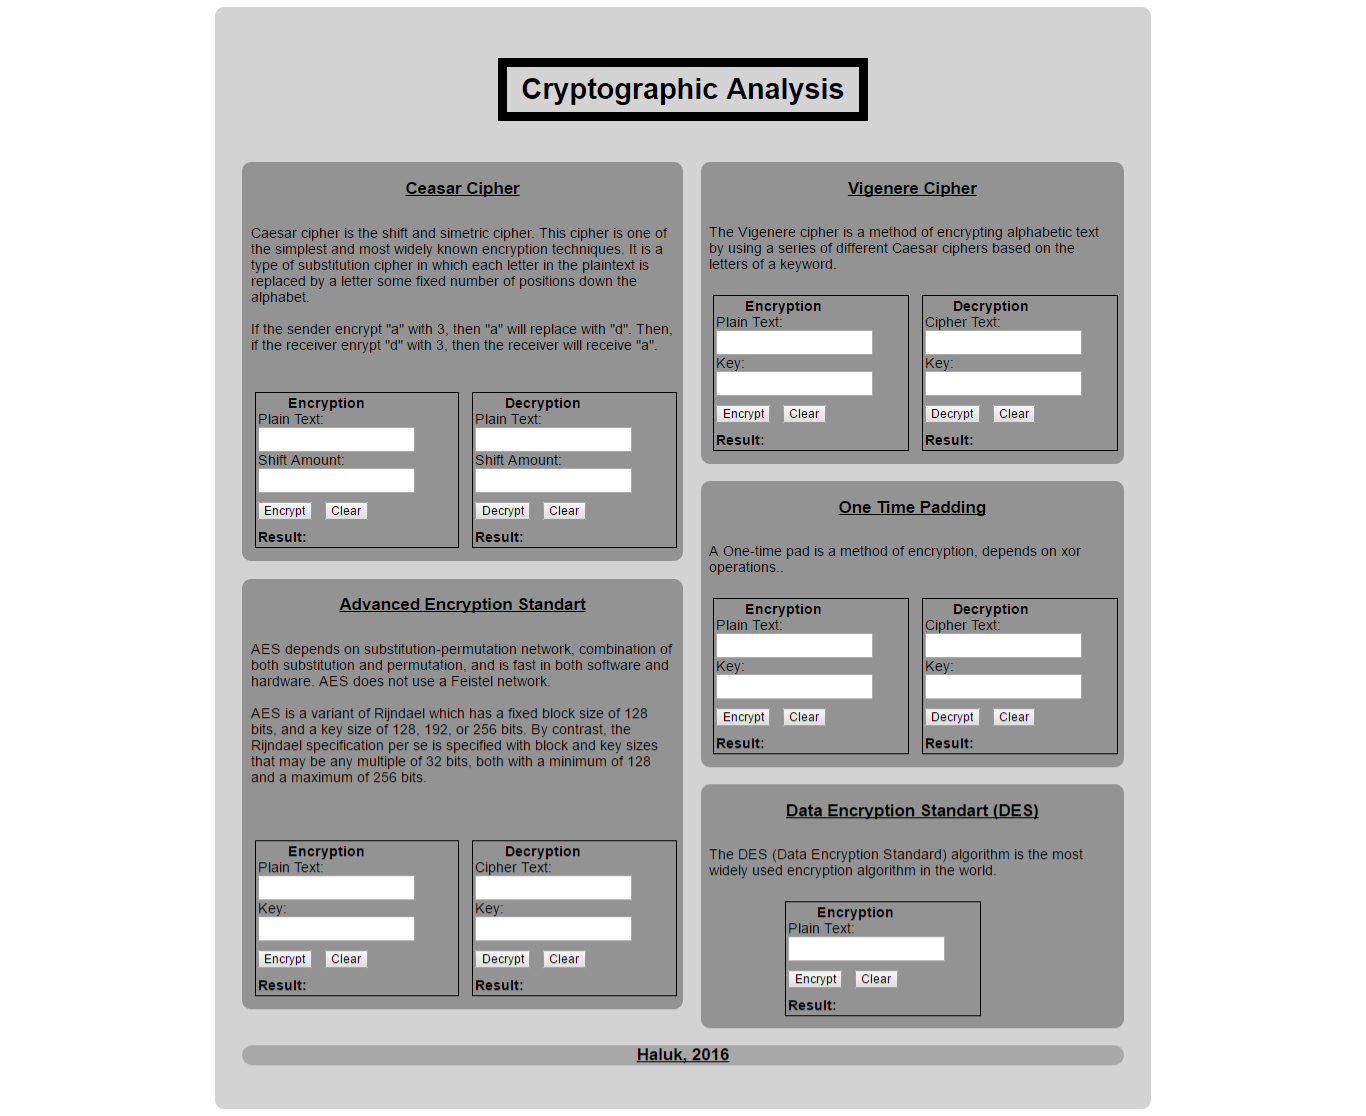 Cryptographic Analysis
Ceasar Cipher
Caesar cipher is the shift and simetric cipher. This cipher is one of
the simplest and most widely known encryption techniques. It is a
type of substitution cipher in which each letter in the plaintext is
replaced by a letter some fixed number of positions down the
alphabet.
If the sender encrypt "a" with 3, then "a" will replace with "d". Then,
if the receiver enrypt "d" with 3, then the receiver will receive "a".
Encryption
Plain Text:
Shift Amount:
Encrypt Clear
Result:
Decryption
Plain Text:
Shift Amount:
Decrypt Clear
Result:
Advanced Encryption Standart
AES depends on substitution-permutation network, combination of
both substitution and permutation, and is fast in both software and
hardware. AES does not use a Feistel network.
AES is a variant of Rijndael which has a fixed block size of 128
bits, and a key size of 128, 192, or 256 bits. By contrast, the
Rijndael specification per se is specified with block and key sizes
that may be any multiple of 32 bits, both with a minimum of 128
and a maximum of 256 bits.
Encryption
Plain Text:
Key:
Encrypt Clear
Result:
Decryption
Cipher Text:
Key:
Decrypt Clear
Result:
Vigenere Cipher
The Vigenere cipher is a method of encrypting alphabetic text
by using a series of different Caesar ciphers based on the
letters of a keyword.
Encryption
Plain Text:
Key:
Encrypt Clear
Result:
Decryption
Cipher Text:
Key:
Decrypt Clear
Result:
One Time Padding
A One-time pad is a method of encryption, depends on xor
operations..
Encryption
Plain Text:
Key:
Encrypt Clear
Result:
Decryption
Cipher Text:
Key:
Decrypt Clear
Result:
Data Encryption Standart (DES)
The DES (Data Encryption Standard) algorithm is the most
widely used encryption algorithm in the world.
Encryption
Plain Text:
Encrypt Clear
Result:
Haluk, 2016